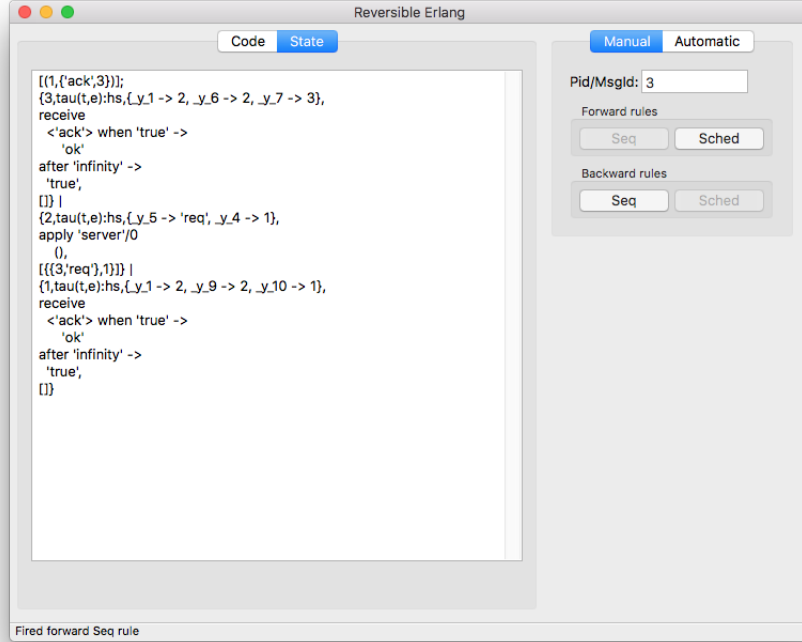 Reversible Erlang
Code State
[(1,{'ack',3})];
{3,tau(t,e):hs,{_y_1 -> 2, _y_6 -> 2, _y_7 -> 3},
receive
<'ack'> when 'true' ->
'ok'
after 'infinity' ->
'true',
[]} |
{2,tau(t,e):hs,{_y_5 -> 'req', _y_4 -> 1},
apply 'server'/0
(),
[{{3,'req'},1}]} |
{1,tau(t,e):hs,{_y_1 -> 2, _y_9 -> 2, _y_10 -> 1},
receive
<'ack'> when 'true' ->
'ok'
after 'infinity' ->
'true',
[]}
Manual Automatic
Pid/MsgId: 3
Forward rules
Seq Sched
Backward rules
Seq Sched
Fired forward Seq rule